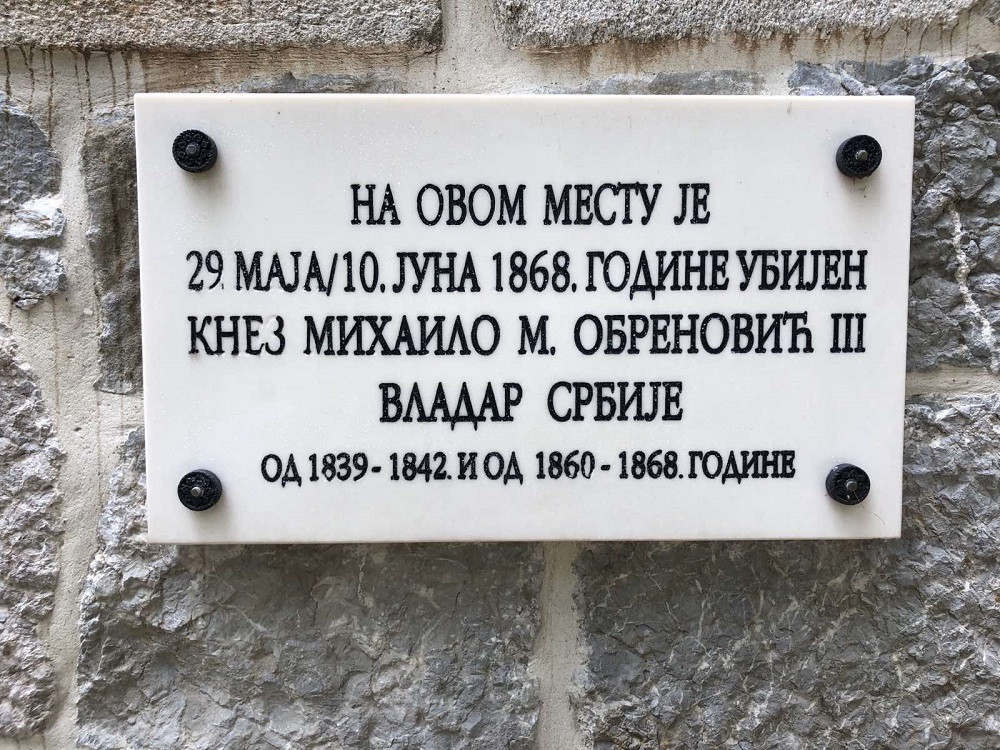 НА ОВОМ МЕСТУ ЈЕ
29. МАЈА/10. ЈУНА 1868. ГОДИНЕ УБИЈЕН
КНЕЗ МИХАИЛО М. ОБРЕНОВИЋ III
ВЛАДАР СРБИЈЕ
ОД 1839 - 1842. И ОД 1860 - 1868. ГОДИНЕ